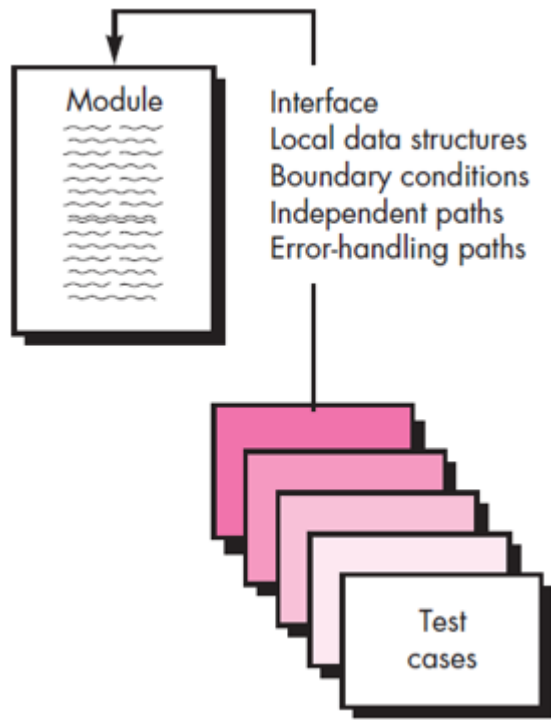 Module
Interface
Local data structures
Boundary conditions
Independent paths
Error-handling paths
Test
cases